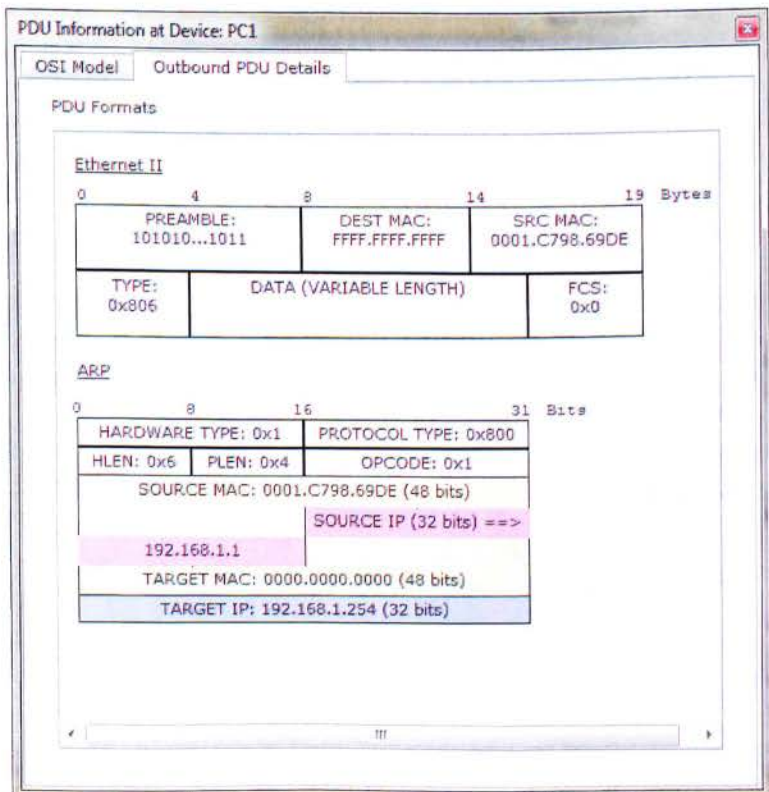 PDU Information at Device: PC1
OSI Model Outbound PDU Details
PDU Formats
Ethernet II
0 4 8 14 19 Bytes
PREAMBLE: DEST MAC: SRC MAC:
101010...1011 FFFF.FFFF.FFFF 0001.C798.69DE
TYPE: DATA (VARIABLE LENGTH) FCS:
0x806 0x0
ARP
0 8 16 31 Bits
HARDWARE TYPE: 0x1 PROTOCOL TYPE: 0x800
HLEN: 0x6 PLEN: 0x4 OPCODE: 0x1
SOURCE MAC: 0001.C798.69DE (48 bits)
SOURCE IP (32 bits) ==>
192.168.1.1
TARGET MAC: 0000.0000.0000 (48 bits)
TARGET IP: 192.168.1.254 (32 bits)